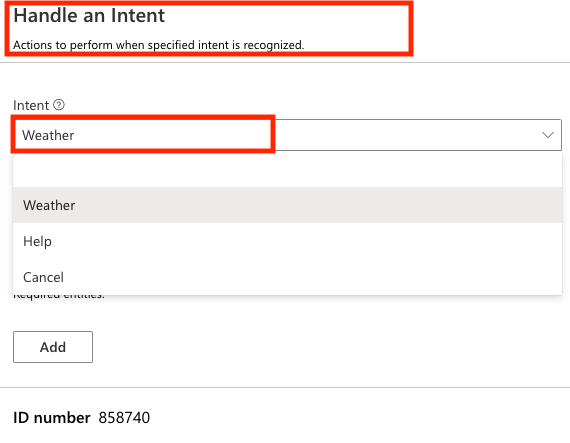 Handle an Intent
Actions to perform when specified intent is recognized.
Intent
Weather
Weather
Help
Cancel
Required entities.
Add
ID number 858740